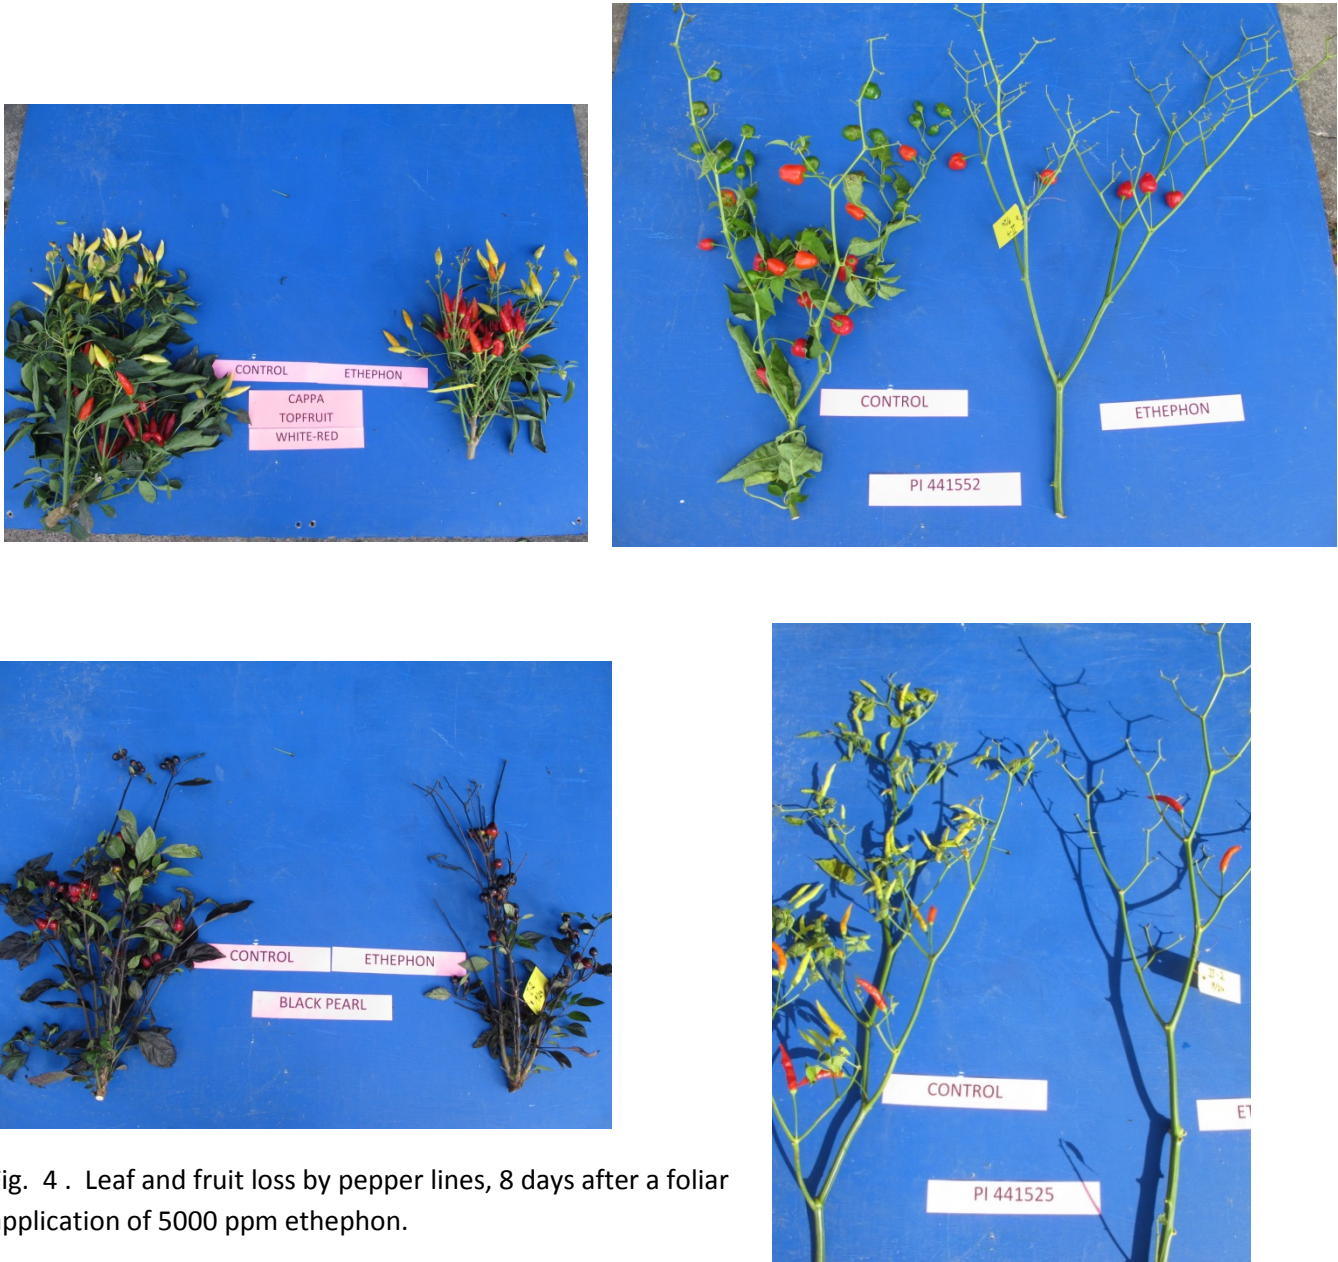 CONTROL ETHEPHON
CAPPA
TOPFRUIT
WHITE-RED
CONTROL
ETHEPHON
PI 441552
CONTROL
ETHEPHON
BLACK PEARL
CONTROL
ET
PI 441525
ig. 4 . Leaf and fruit loss by pepper lines, 8 days after a foliar
pplication of 5000 ppm ethephon.